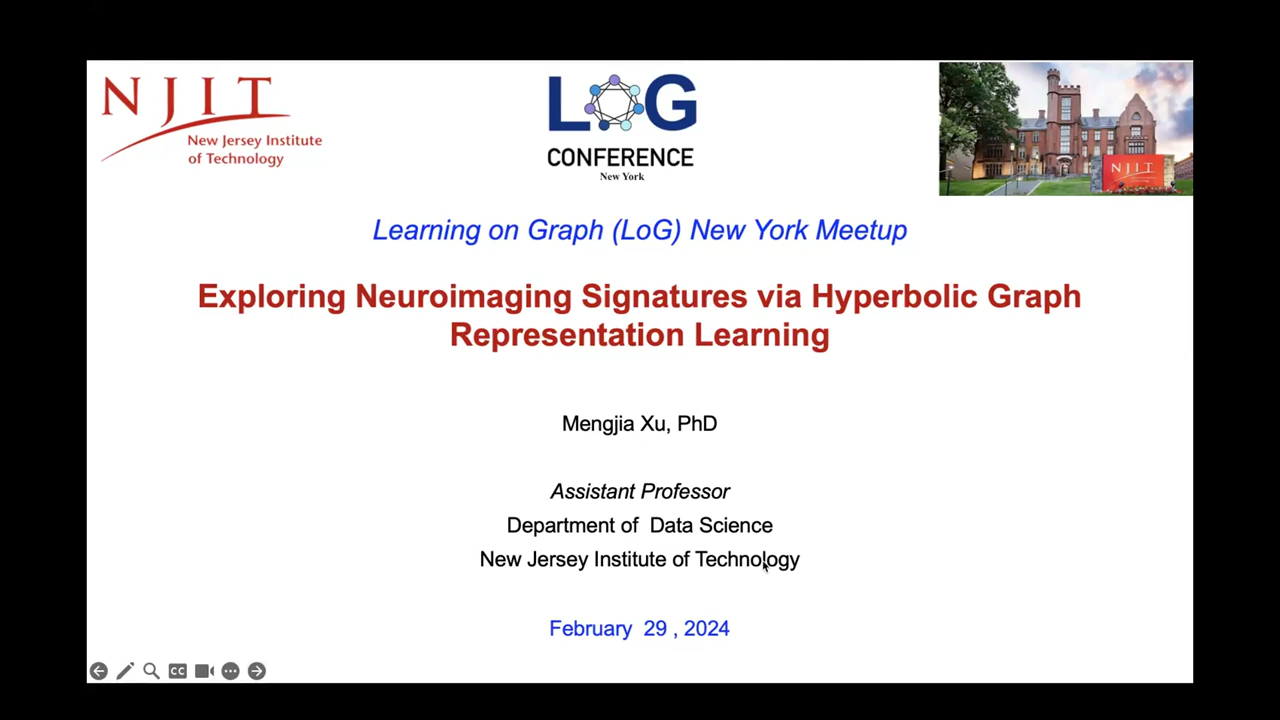 NJIT
New Jersey Institute
of Technology
LOG
CONFERENCE
New York
NJIT
Learning on Graph (LoG) New York Meetup
Exploring Neuroimaging Signatures via Hyperbolic Graph
Representation Learning
Mengjia Xu, PhD
Assistant Professor
Department of Data Science
New Jersey Institute of Technology
February 29 , 2024
CC